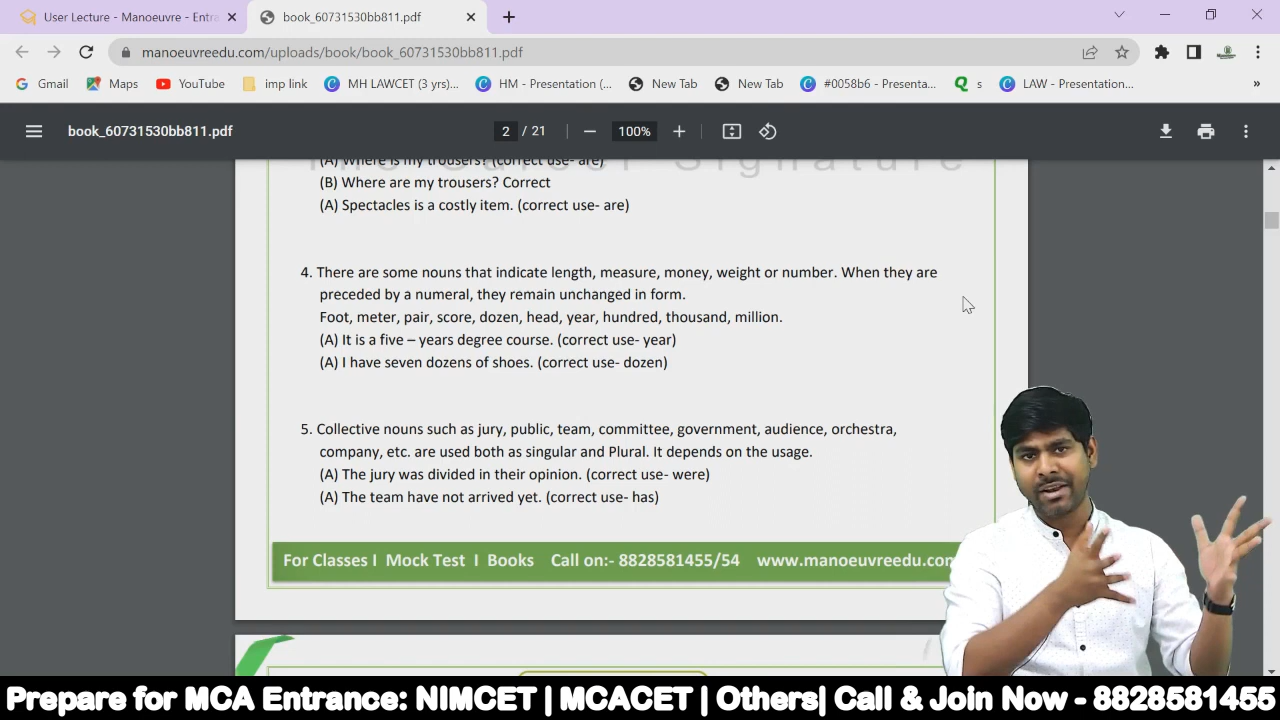 User Lecture - Manoeuvre - Entra
book_60731530bb811.pdf
manoeuvreedu.com/uploads/book/book_60731530bb811.pdf
Gmail
Maps
YouTube
imp link
MH LAWCET (3 yrs)...
HM - Presentation (...
New Tab
New Tab
#0058b6 - Presenta...
s
LAW - Presentation...
»
book_60731530bb811.pdf
2 / 21
100%
(A) Where is my trousers? (correct use- are)
(B) Where are my trousers? Correct
(A) Spectacles is a costly item. (correct use- are)
4. There are some nouns that indicate length, measure, money, weight or number. When they are
preceded by a numeral, they remain unchanged in form.
Foot, meter, pair, score, dozen, head, year, hundred, thousand, million.
(A) It is a five – years degree course. (correct use- year)
(A) I have seven dozens of shoes. (correct use- dozen)
5. Collective nouns such as jury, public, team, committee, government, audience, orchestra,
company, etc. are used both as singular and Plural. It depends on the usage.
(A) The jury was divided in their opinion. (correct use- were)
(A) The team have not arrived yet. (correct use- has)
For Classes I Mock Test I Books Call on:- 8828581455/54 www.manoeuvreedu.com
Prepare for MCA Entrance: NIMCET | MCACET | Others| Call & Join Now - 8828581455